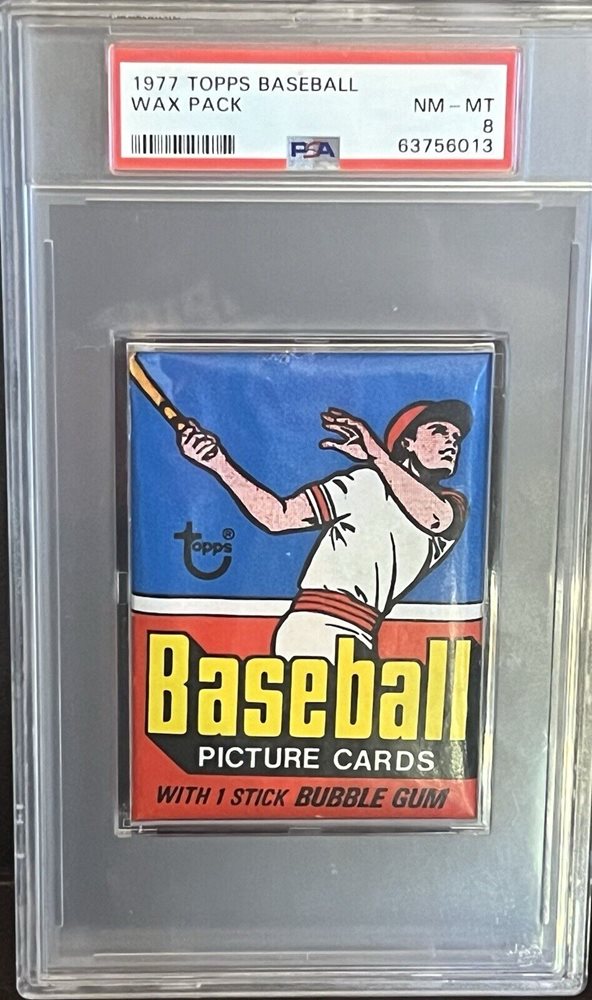 1977 TOPPS BASEBALL
WAX PACK NM - MT
8
PSA 63756013
topps®
Baseball
PICTURE CARDS
WITH 1 STICK BUBBLE GUM